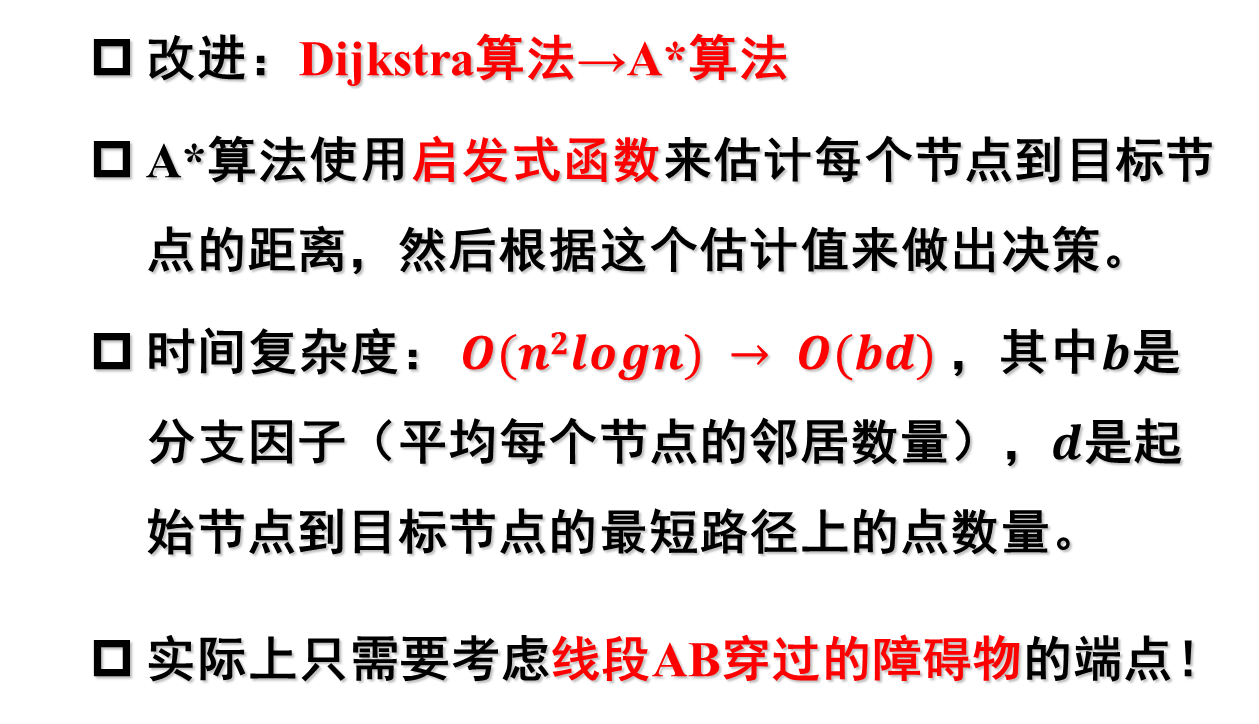 改进：Dijkstra算法→A*算法
A*算法使用启发式函数来估计每个节点到目标节
点的距离，然后根据这个估计值来做出决策。
时间复杂度： O(n²logn) → O(bd) ，其中b是
分支因子（平均每个节点的邻居数量），d是起
始节点到目标节点的最短路径上的点数量。
实际上只需要考虑线段AB穿过的障碍物的端点！